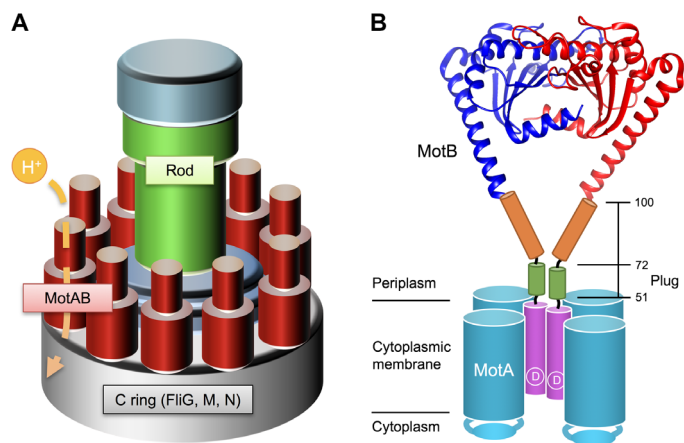 A
H+
Rod
MotAB
C ring (FliG, M, N)
B
MotB
100
72
Plug
51
Periplasm
Cytoplasmic
membrane
MotA
D
D
Cytoplasm